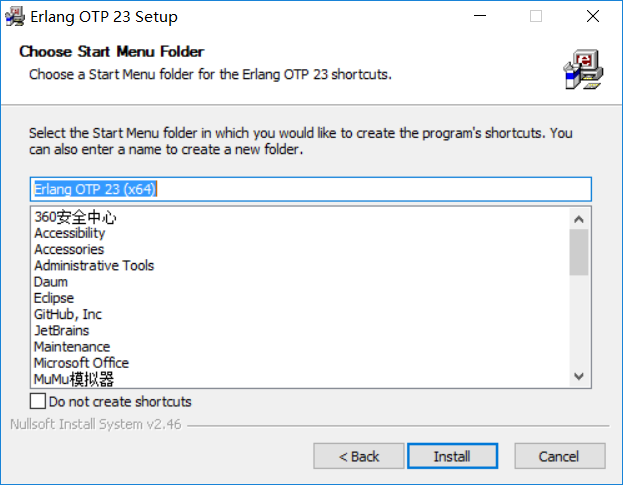 Erlang OTP 23 Setup
Choose Start Menu Folder
Choose a Start Menu folder for the Erlang OTP 23 shortcuts.
Select the Start Menu folder in which you would like to create the program's shortcuts. You
can also enter a name to create a new folder.
Erlang OTP 23 (x64)
360安全中心
Accessibility
Accessories
Administrative Tools
Daum
Eclipse
GitHub, Inc
JetBrains
Maintenance
Microsoft Office
MuMu模拟器
Do not create shortcuts
Nullsoft Install System v2.46
< Back
Install
Cancel